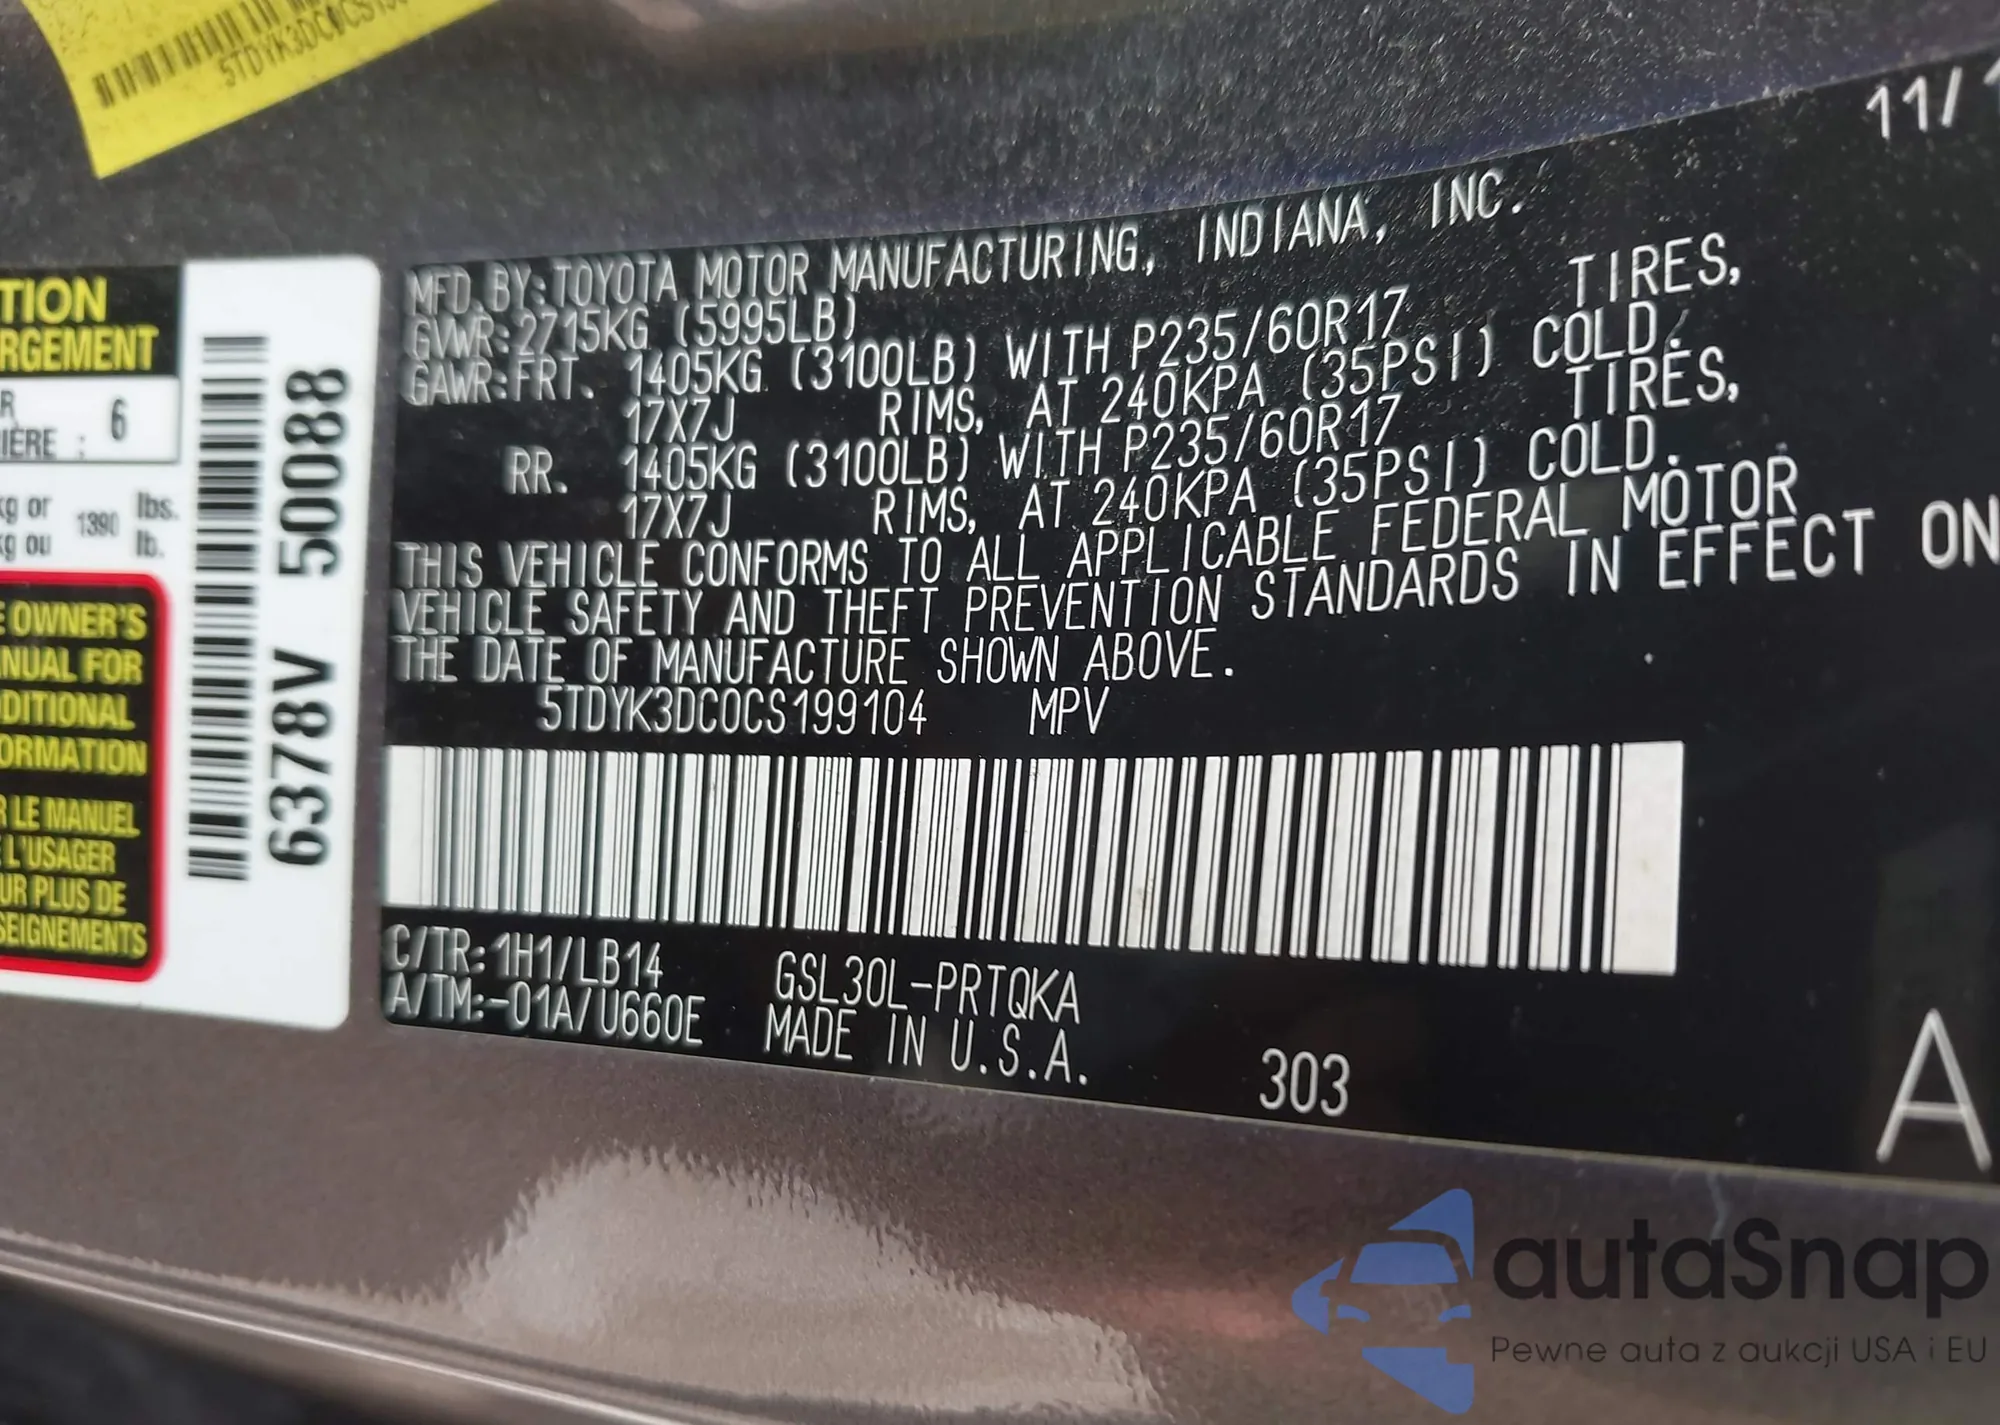 5TDYK3DC0CS19
11/1
MFD. BY: TOYOTA MOTOR MANUFACTURING, INDIANA, INC.
GVWR: 2715KG (5995LB)
GAWR: FRT. 1405KG (3100LB) WITH P235/60R17 TIRES,
17X7J RIMS, AT 240KPA (35PSI) COLD.
RR. 1405KG (3100LB) WITH P235/60R17 TIRES,
17X7J RIMS, AT 240KPA (35PSI) COLD.
THIS VEHICLE CONFORMS TO ALL APPLICABLE FEDERAL MOTOR
VEHICLE SAFETY AND THEFT PREVENTION STANDARDS IN EFFECT ON
THE DATE OF MANUFACTURE SHOWN ABOVE.
5TDYK3DC0CS199104 MPV
C/TR: 1H1/LB14 GSL30L-PRTQKA
A/TM: -01A/U660E MADE IN U.S.A.
303
A
TION
RGEMENT
R
IÈRE : 6
kg or 1390 lbs.
kg ou lb.
E OWNER'S
NUAL FOR
DITIONAL
ORMATION
R LE MANUEL
E L'USAGER
UR PLUS DE
SEIGNEMENTS
6378V 50088
autaSnap
Pewne auta z aukcji USA i EU